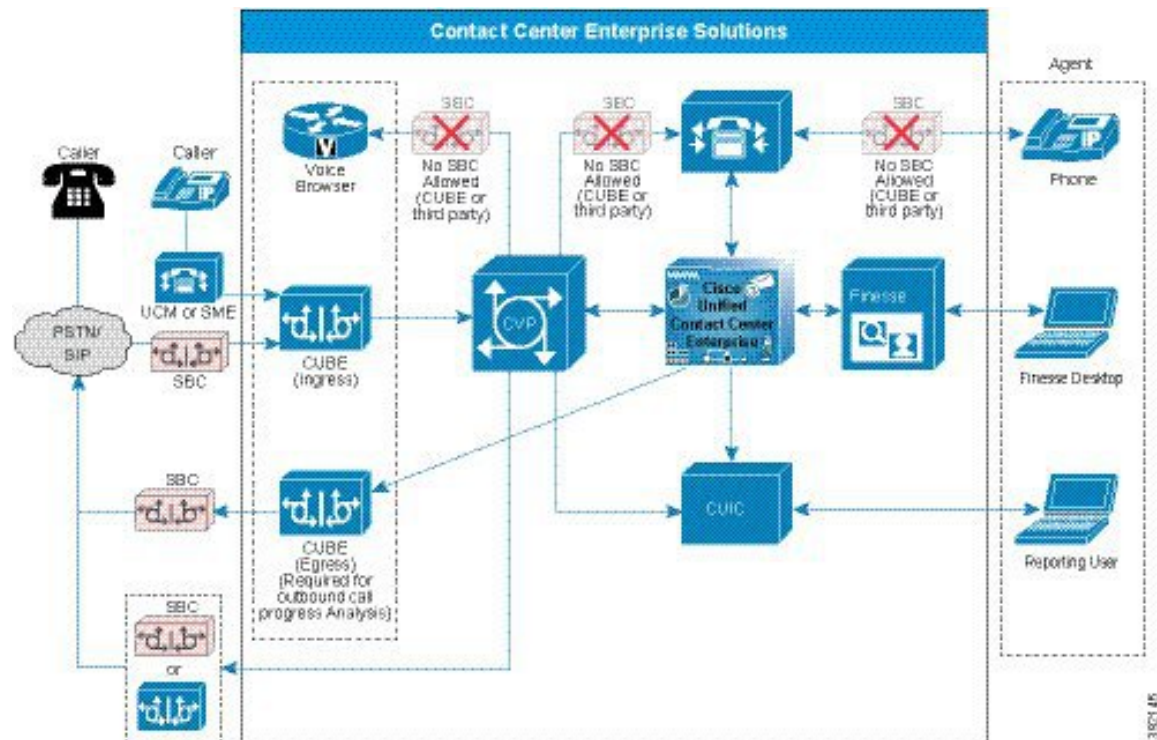 Contact Center Enterprise Solutions
Agent
Caller
Caller
IP
UCM or SME
PSTN/
SIP
SBC
V
Voice
Browser
SBC
No SBC
Allowed
(CUBE or
third party)
SBC
No SBC
Allowed
(CUBE or
third party)
SBC
No SBC
Allowed
(CUBE or
third party)
IP
Phone
CUBE
(Ingress)
CVP
Cisco
Unified
Contact Center
Enterprise
Finesse
Finesse Desktop
SBC
CUBE
(Egress)
(Required for
outbound call
progress Analysis)
CUIC
Reporting User
SBC
or